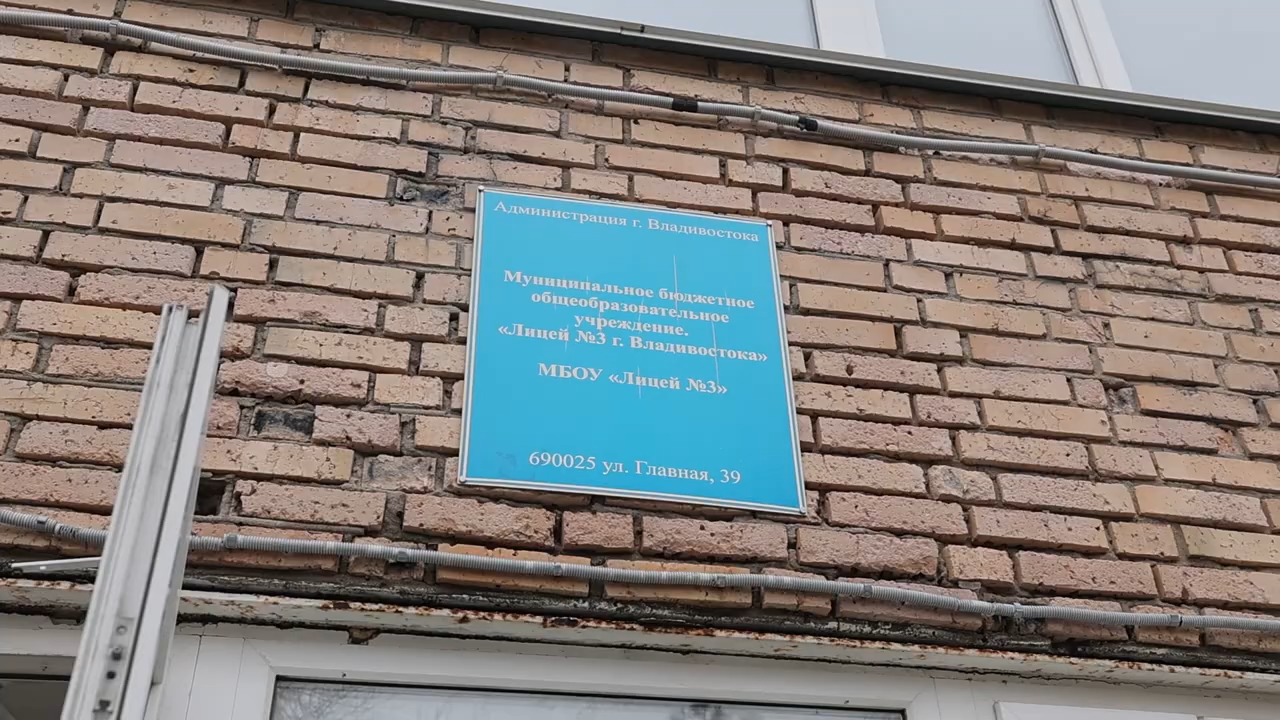 Администрация г. Владивостока
Муниципальное бюджетное
общеобразовательное
учреждение.
«Лицей №3 г. Владивостока»
МБОУ «Лицей №3»
690025 ул. Главная, 39